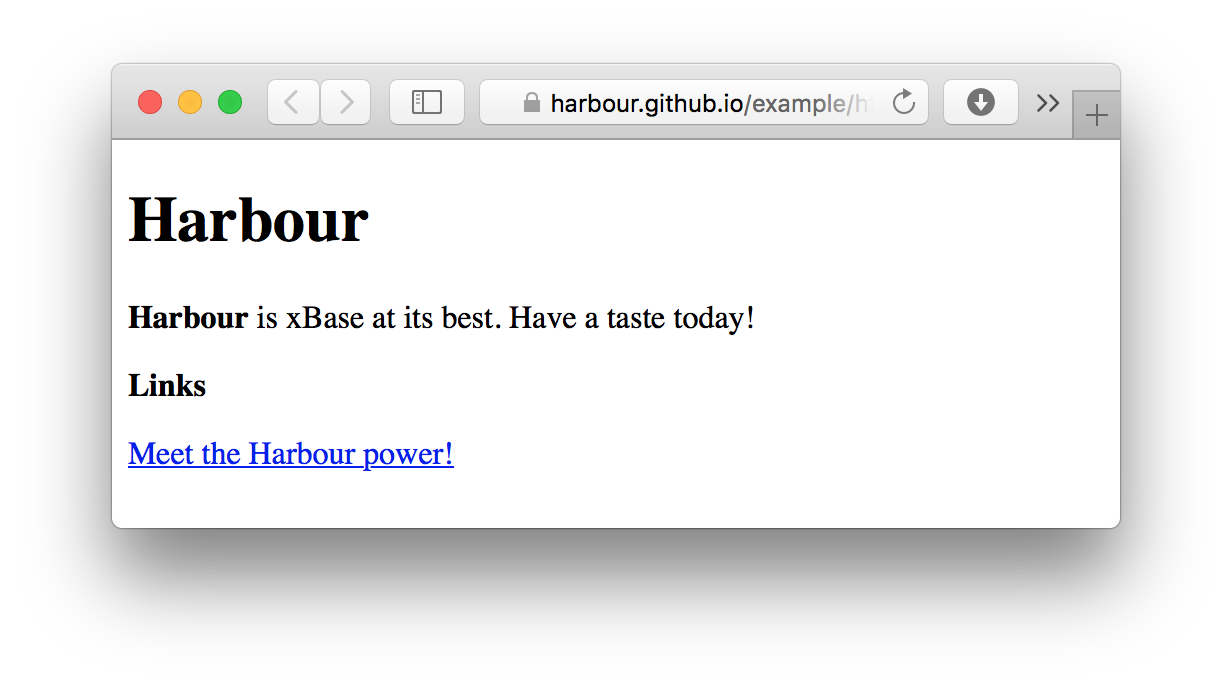 harbour.github.io/example/h
Harbour
Harbour is xBase at its best. Have a taste today!
Links
Meet the Harbour power!